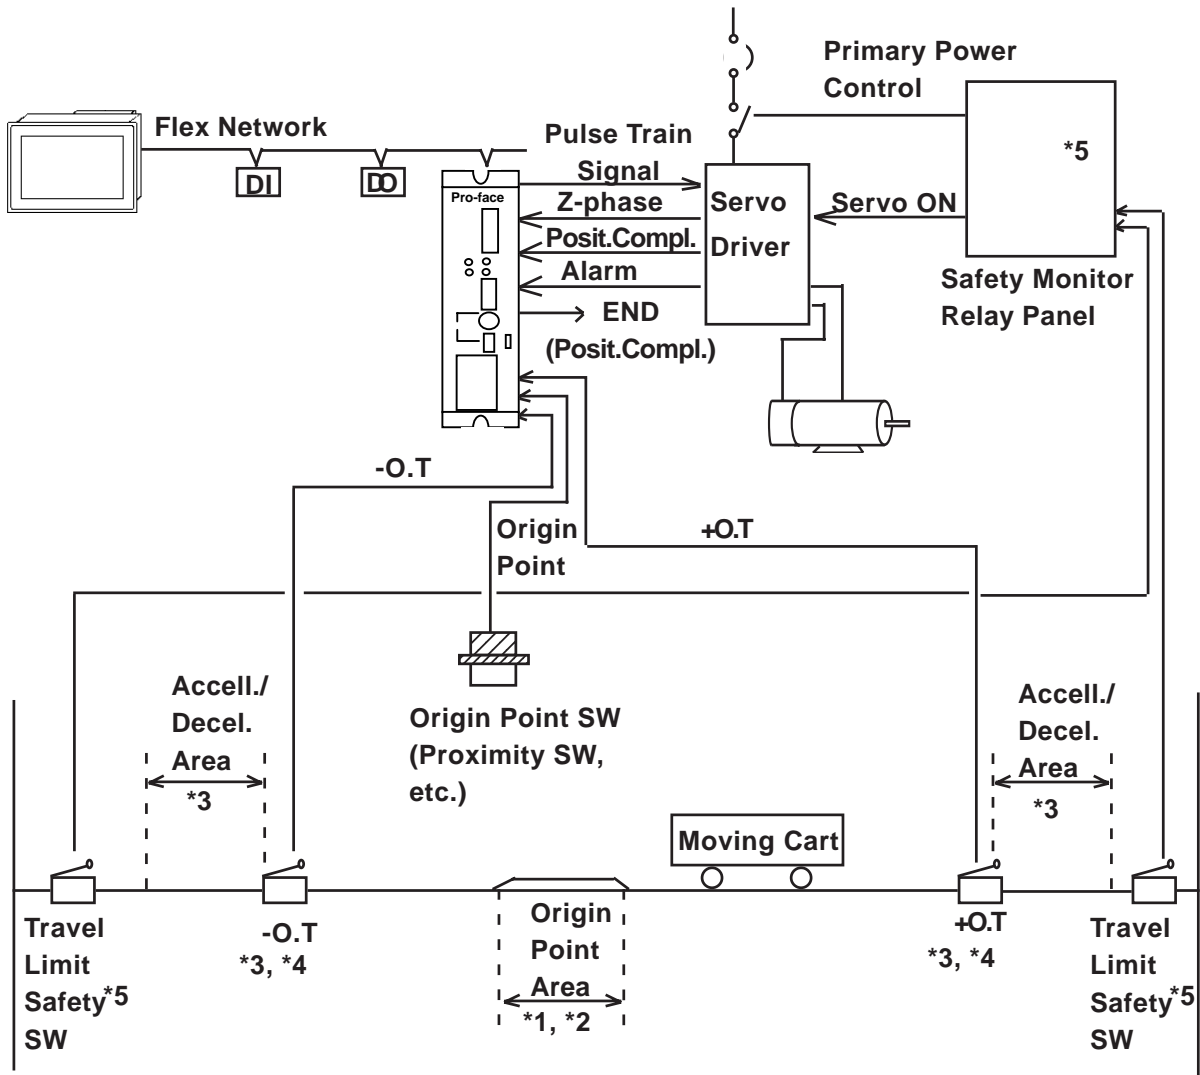 Primary Power
Control
Flex Network
Pulse Train
Signal
*5
DI
DO
Pro-face
Z-phase
Servo
Driver
Servo ON
Posit.Compl.
Alarm
Safety Monitor
Relay Panel
END
(Posit.Compl.)
-O.T
Origin
Point
+O.T
Accell./
Decel.
Area
*3
Origin Point SW
(Proximity SW,
etc.)
Accell./
Decel.
Area
*3
Moving Cart
Travel
Limit
Safety*5
SW
-O.T
*3, *4
Origin
Point
Area
*1, *2
+O.T
*3, *4
Travel
Limit
Safety*5
SW